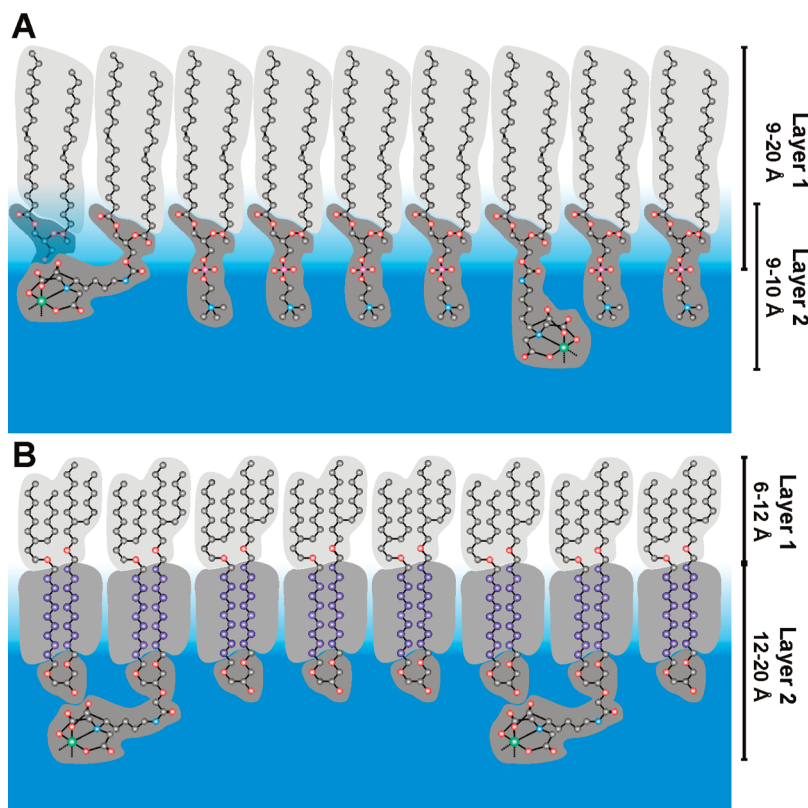 A
Layer 1
9-20 Å
Layer 2
9-10 Å
B
Layer 1
6-12 Å
Layer 2
12-20 Å